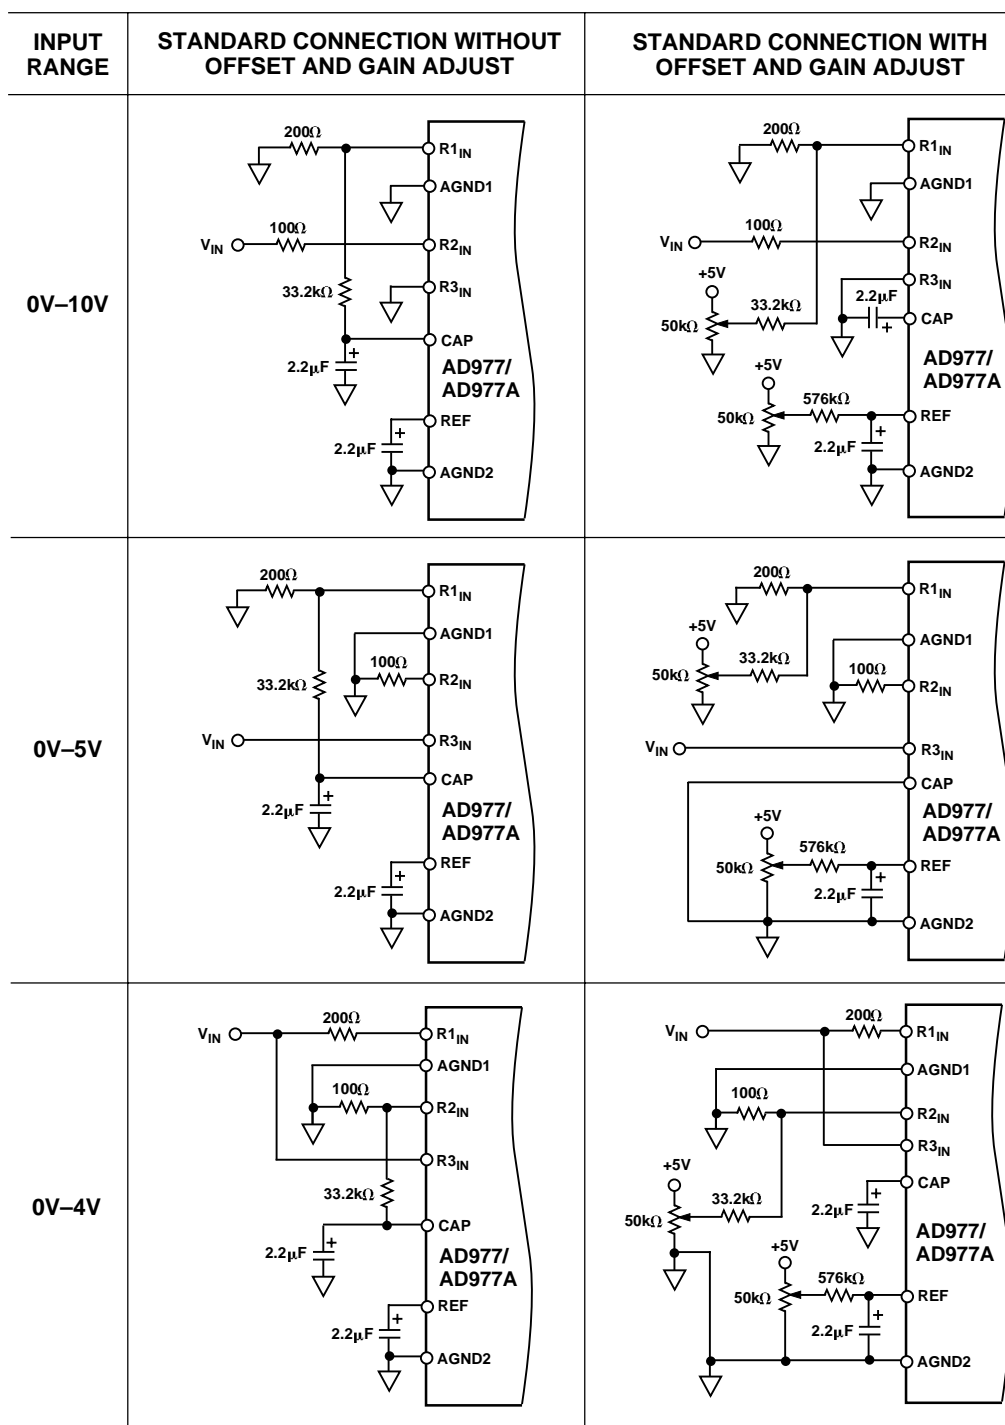 INPUT RANGE
STANDARD CONNECTION WITHOUT OFFSET AND GAIN ADJUST
STANDARD CONNECTION WITH OFFSET AND GAIN ADJUST
0V–10V
200Ω
R1IN
AGND1
100Ω
VIN
R2IN
33.2kΩ
R3IN
CAP
+
2.2μF
AD977/
AD977A
REF
+
2.2μF
AGND2
200Ω
R1IN
AGND1
100Ω
VIN
R2IN
+5V
R3IN
2.2μF
33.2kΩ
50kΩ
CAP
+
AD977/
AD977A
+5V
576kΩ
50kΩ
REF
+
2.2μF
AGND2
0V–5V
200Ω
R1IN
AGND1
100Ω
33.2kΩ
R2IN
VIN
R3IN
CAP
+
2.2μF
AD977/
AD977A
REF
+
2.2μF
AGND2
200Ω
R1IN
+5V
AGND1
33.2kΩ
100Ω
50kΩ
R2IN
VIN
R3IN
CAP
AD977/
AD977A
+5V
576kΩ
50kΩ
REF
+
2.2μF
AGND2
0V–4V
200Ω
VIN
R1IN
AGND1
100Ω
R2IN
R3IN
33.2kΩ
CAP
+
2.2μF
AD977/
AD977A
REF
+
2.2μF
AGND2
200Ω
VIN
R1IN
AGND1
100Ω
R2IN
R3IN
+5V
CAP
33.2kΩ
+
2.2μF
50kΩ
AD977/
AD977A
+5V
576kΩ
50kΩ
REF
+
2.2μF
AGND2